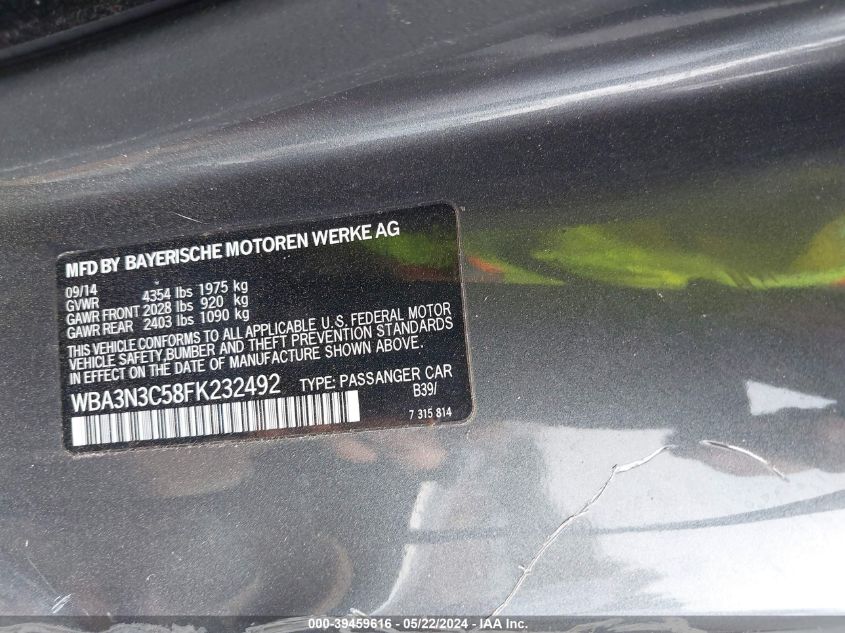 MFD BY BAYERISCHE MOTOREN WERKE AG
09/14
GVWR 4354 lbs 1975 kg
GAWR FRONT 2028 lbs 920 kg
GAWR REAR 2403 lbs 1090 kg
THIS VEHICLE CONFORMS TO ALL APPLICABLE U.S. FEDERAL MOTOR
VEHICLE SAFETY,BUMPER AND THEFT PREVENTION STANDARDS
IN EFFECT ON THE DATE OF MANUFACTURE SHOWN ABOVE.
WBA3N3C58FK232492 TYPE: PASSANGER CAR
B39/
7 315 814
000-39459616 - 05/22/2024 - IAA Inc.